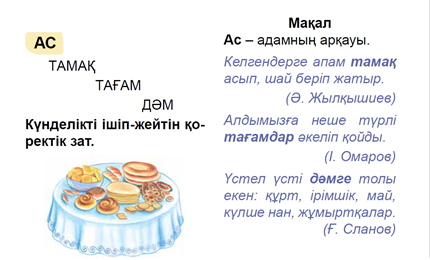 АС
ТАМАҚ
ТАҒАМ
ДӘМ
Күнделікті ішіп-жейтін қо-
ректік зат.
Мақал
Ас – адамның арқауы.
Келгендерге апам тамақ
асып, шай беріп жатыр.
(Ә. Жылқышиев)
Алдымызға неше түрлі
тағамдар әкеліп қойды.
(І. Омаров)
Үстел үсті дәмге толы
екен: құрт, ірімшік, май,
күлше нан, жұмыртқалар.
(Ғ. Сланов)